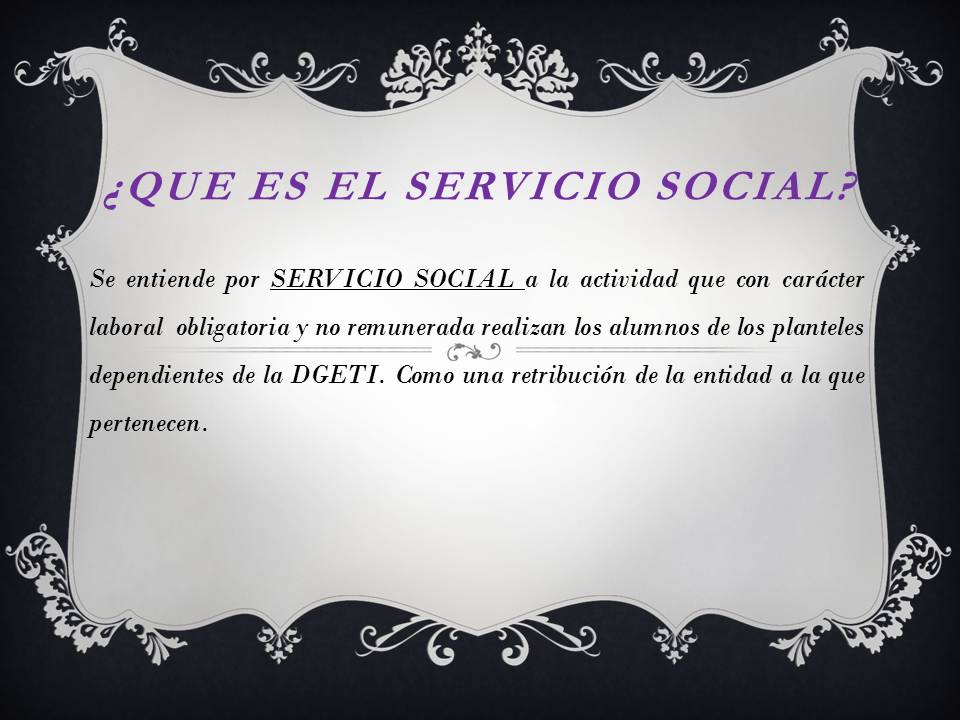 ¿QUE ES EL SERVICIO SOCIAL?
Se entiende por SERVICIO SOCIAL a la actividad que con carácter
laboral obligatoria y no remunerada realizan los alumnos de los planteles
dependientes de la DGETI. Como una retribución de la entidad a la que
pertenecen.